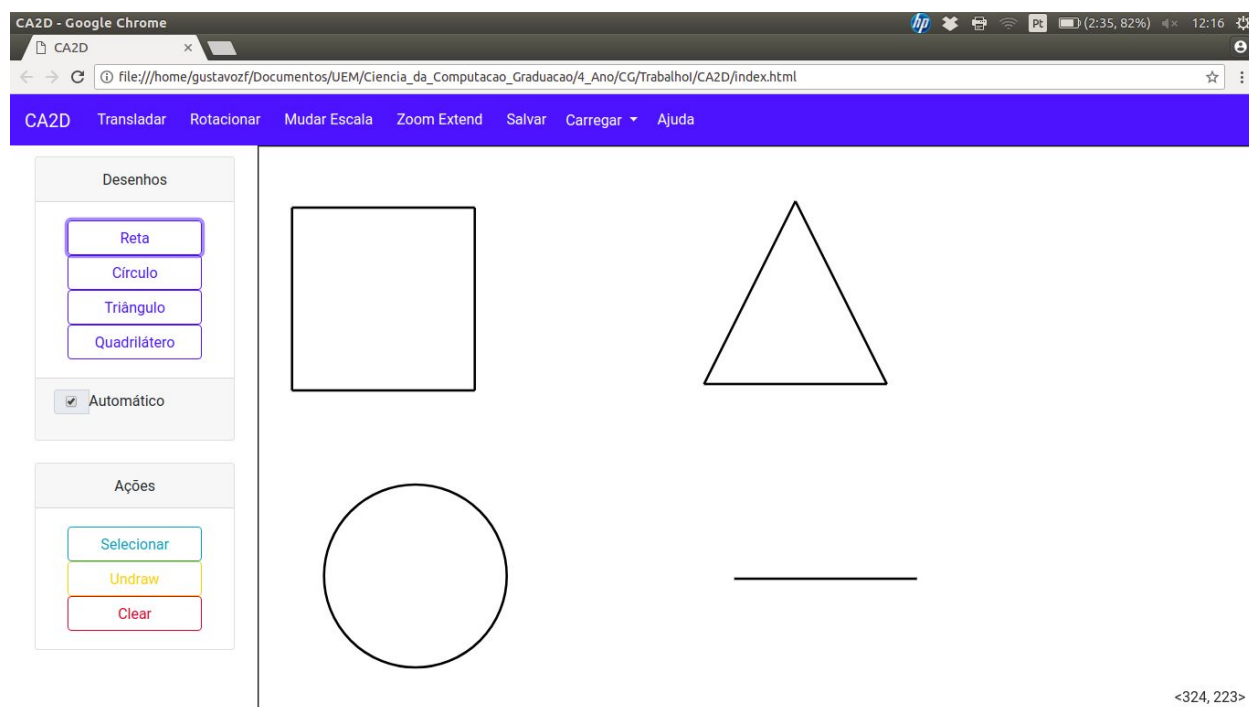 CA2D - Google Chrome
hp Pt (2:35, 82%) 12:16
CA2D ×
file:///home/gustavozf/Documentos/UEM/Ciencia_da_Computacao_Graduacao/4_Ano/CG/TrabalhoI/CA2D/index.html
CA2D Transladar Rotacionar Mudar Escala Zoom Extend Salvar Carregar Ajuda
Desenhos
Reta
Círculo
Triângulo
Quadrilátero
Automático
Ações
Selecionar
Undraw
Clear
<324, 223>